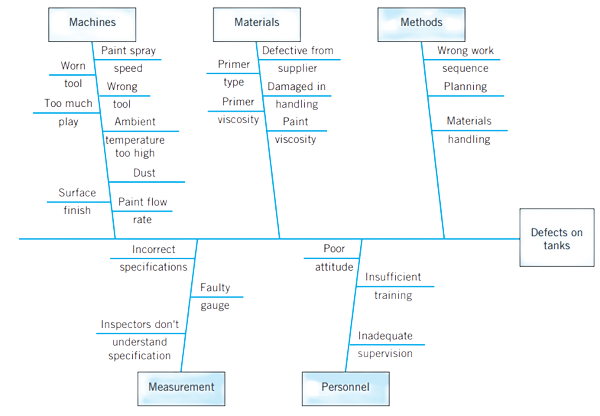 Machines
Materials
Methods
Paint spray
speed
Worn
tool
Wrong
tool
Too much
play
Ambient
temperature
too high
Dust
Surface
finish
Paint flow
rate
Defective from
supplier
Primer
type
Damaged in
handling
Primer
viscosity
Paint
viscosity
Wrong work
sequence
Planning
Materials
handling
Defects on
tanks
Incorrect
specifications
Faulty
gauge
Inspectors don't
understand
specification
Poor
attitude
Insufficient
training
Inadequate
supervision
Measurement
Personnel